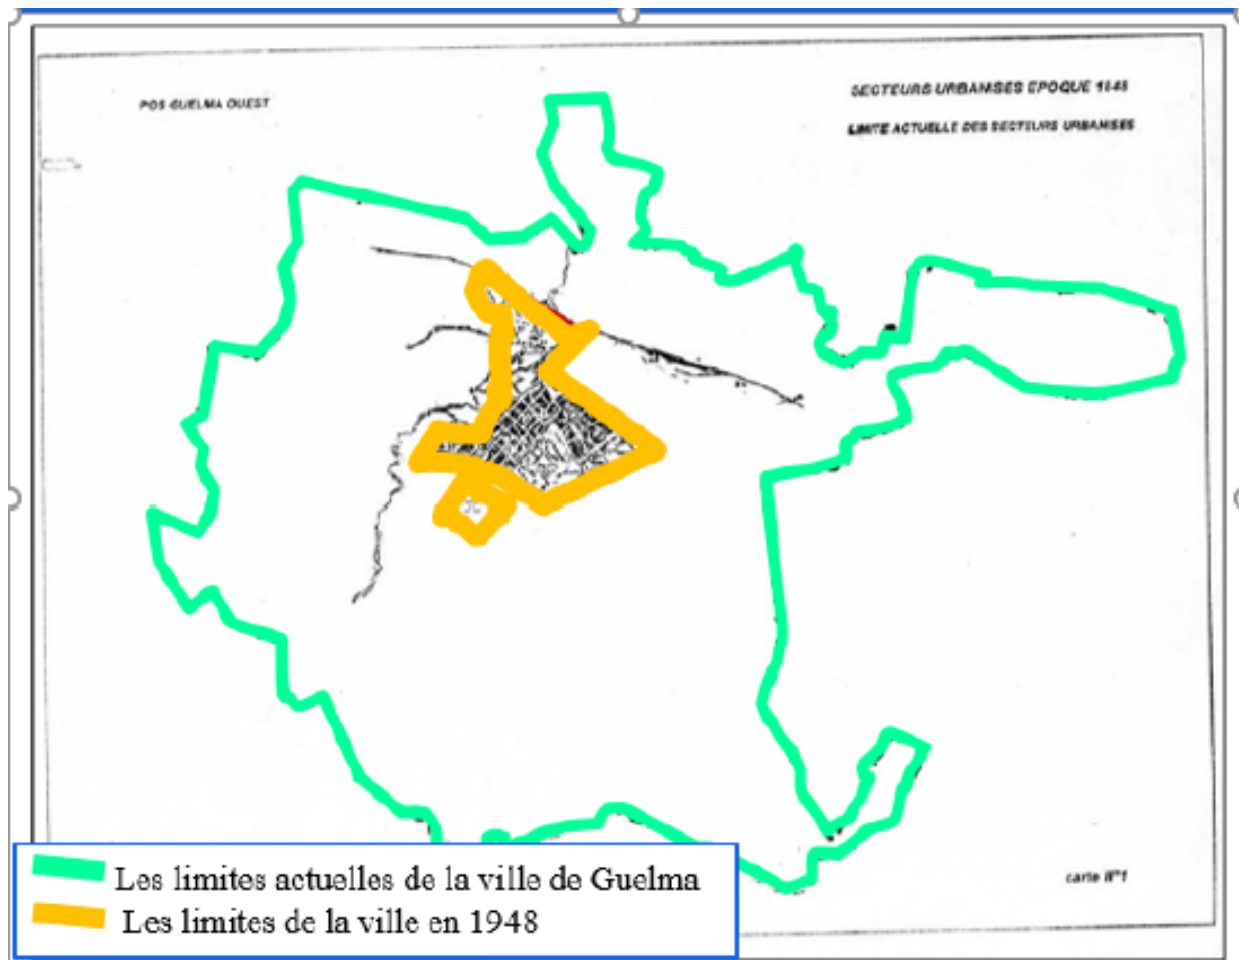 POS GUELMA OUEST
SECTEURS URBANISES EPOQUE 1848
LIMITE ACTUELLE DES SECTEURS URBANISES
carte N°1
Les limites actuelles de la ville de Guelma
Les limites de la ville en 1948